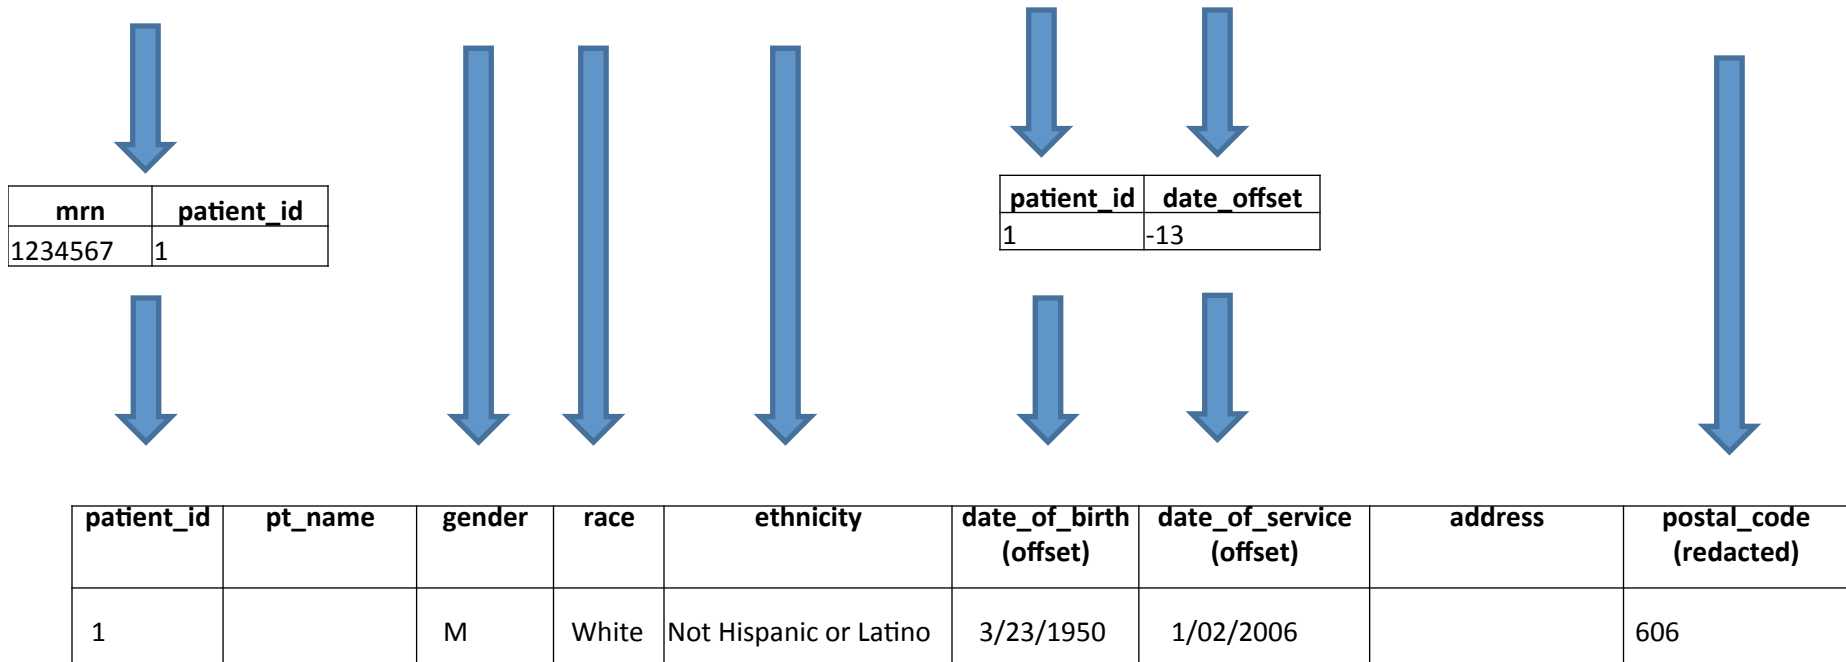 mrn patient_id
1234567 1
patient_id date_offset
1 -13
patient_id pt_name gender race ethnicity date_of_birth date_of_service address postal_code
(offset) (offset) (redacted)
1 M White Not Hispanic or Latino 3/23/1950 1/02/2006 606